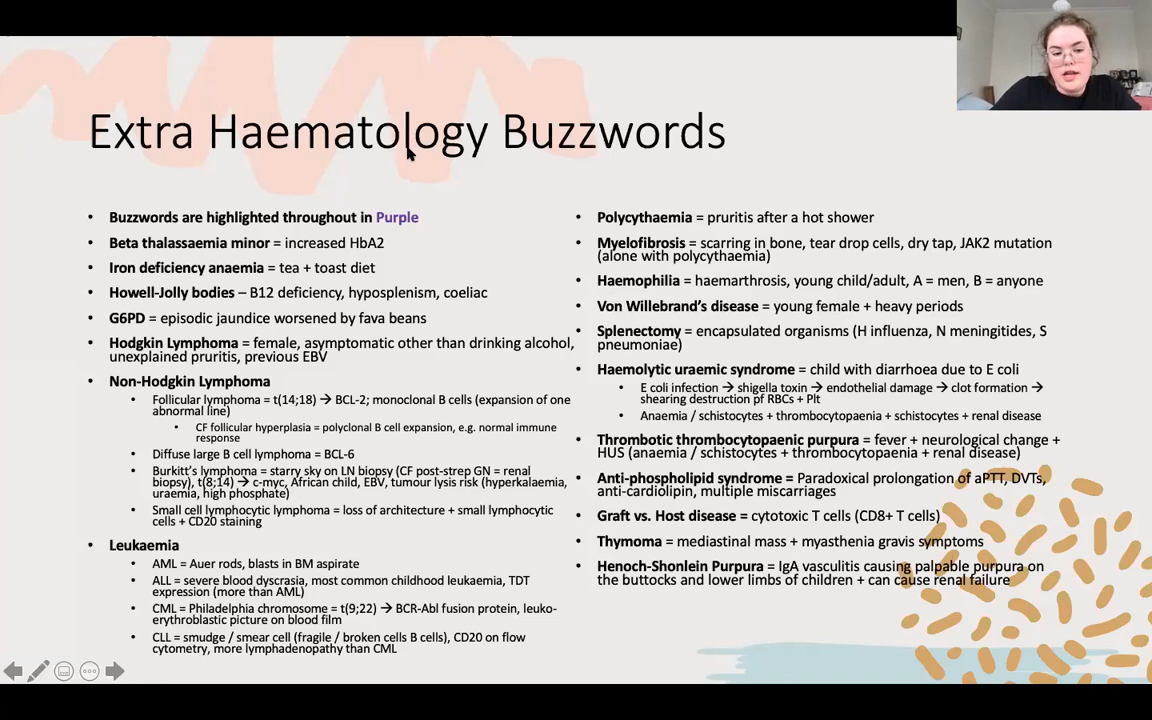 Extra Haematology Buzzwords
Buzzwords are highlighted throughout in Purple
Beta thalassaemia minor = increased HbA2
Iron deficiency anaemia = tea + toast diet
Howell-Jolly bodies – B12 deficiency, hyposplenism, coeliac
G6PD = episodic jaundice worsened by fava beans
Hodgkin Lymphoma = female, asymptomatic other than drinking alcohol,
unexplained pruritis, previous EBV
Non-Hodgkin Lymphoma
Follicular lymphoma = t(14;18) → BCL-2; monoclonal B cells (expansion of one
abnormal line)
CF follicular hyperplasia = polyclonal B cell expansion, e.g. normal immune
response
Diffuse large B cell lymphoma = BCL-6
Burkitt's lymphoma = starry sky on LN biopsy (CF post-strep GN = renal
biopsy), t(8;14) → c-myc, African child, EBV, tumour lysis risk (hyperkalaemia,
uraemia, high phosphate)
Small cell lymphocytic lymphoma = loss of architecture + small lymphocytic
cells + CD20 staining
Leukaemia
AML = Auer rods, blasts in BM aspirate
ALL = severe blood dyscrasia, most common childhood leukaemia, TDT
expression (more than AML)
CML = Philadelphia chromosome = t(9;22) → BCR-Abl fusion protein, leuko-
erythroblastic picture on blood film
CLL = smudge / smear cell (fragile / broken cells B cells), CD20 on flow
cytometry, more lymphadenopathy than CML
Polycythaemia = pruritis after a hot shower
Myelofibrosis = scarring in bone, tear drop cells, dry tap, JAK2 mutation
(alone with polycythaemia)
Haemophilia = haemarthrosis, young child/adult, A = men, B = anyone
Von Willebrand's disease = young female + heavy periods
Splenectomy = encapsulated organisms (H influenza, N meningitides, S
pneumoniae)
Haemolytic uraemic syndrome = child with diarrhoea due to E coli
E coli infection → shigella toxin → endothelial damage → clot formation →
shearing destruction pf RBCs + Plt
Anaemia / schistocytes + thrombocytopaenia + schistocytes + renal disease
Thrombotic thrombocytopaenic purpura = fever + neurological change +
HUS (anaemia / schistocytes + thrombocytopaenia + renal disease)
Anti-phospholipid syndrome = Paradoxical prolongation of aPTT, DVTs,
anti-cardiolipin, multiple miscarriages
Graft vs. Host disease = cytotoxic T cells (CD8+ T cells)
Thymoma = mediastinal mass + myasthenia gravis symptoms
Henoch-Shonlein Purpura = IgA vasculitis causing palpable purpura on
the buttocks and lower limbs of children + can cause renal failure